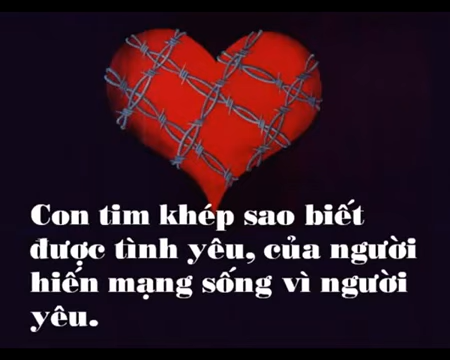 Con tim khép sao biết
được tình yêu, của người
hiến mạng sống vì người
yêu.